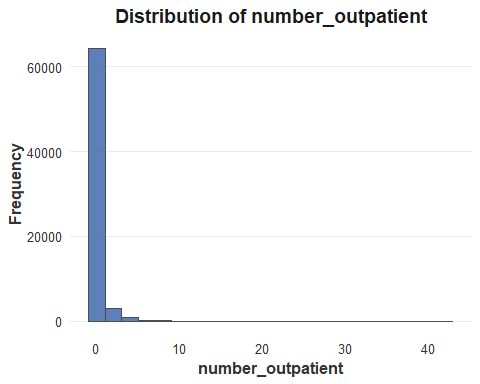 Distribution of number_outpatient
Frequency
60000
40000
20000
0
0 10 20 30 40
number_outpatient